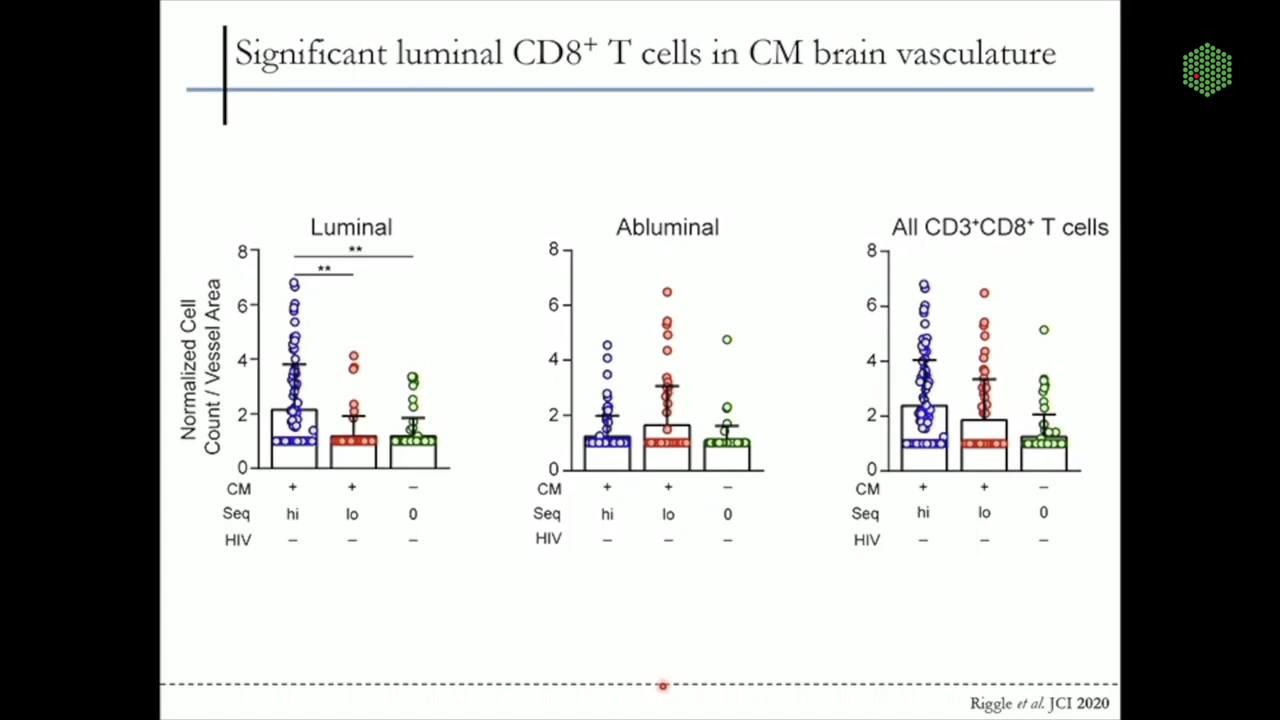 Significant luminal CD8⁺ T cells in CM brain vasculature
Luminal
Normalized Cell
Count / Vessel Area
8
6
4
2
0
**
**
CM + + –
Seq hi lo 0
HIV – – –
Abluminal
8
6
4
2
0
CM + + –
Seq hi lo 0
HIV – – –
All CD3⁺CD8⁺ T cells
8
6
4
2
0
CM + + –
Seq hi lo 0
HIV – – –
Riggle et al. JCI 2020